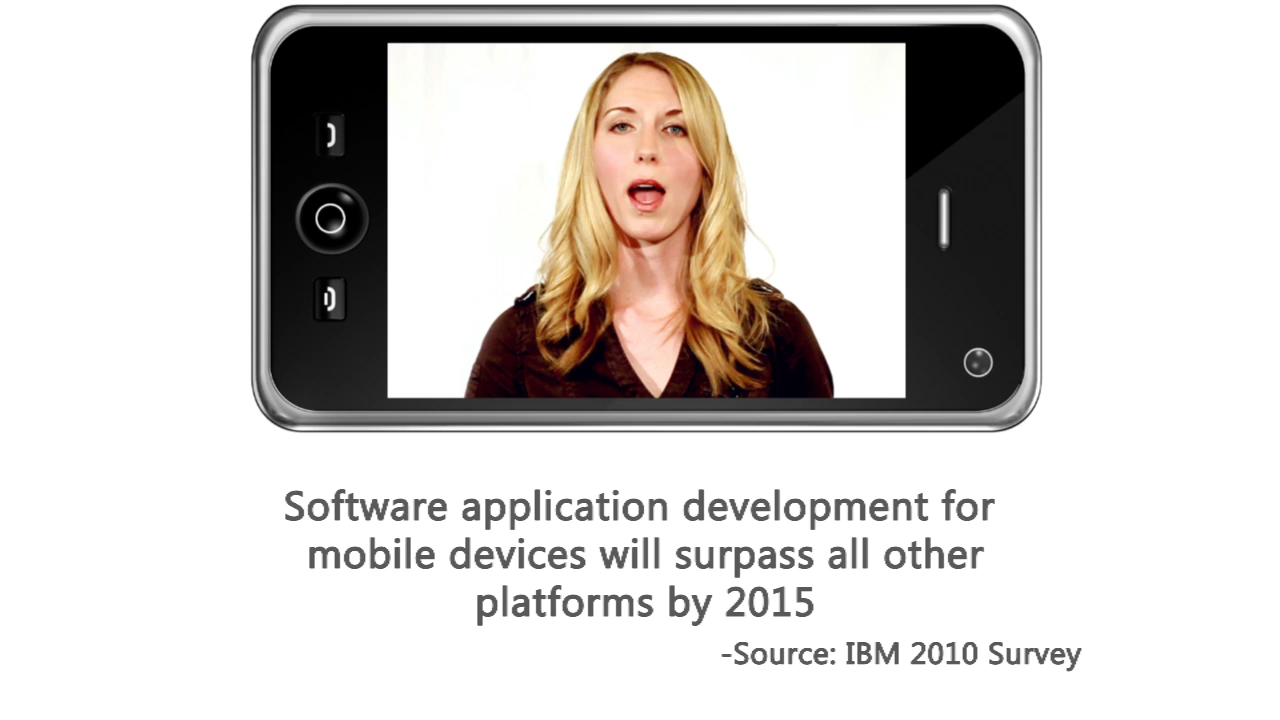 Software application development for
mobile devices will surpass all other
platforms by 2015
-Source: IBM 2010 Survey